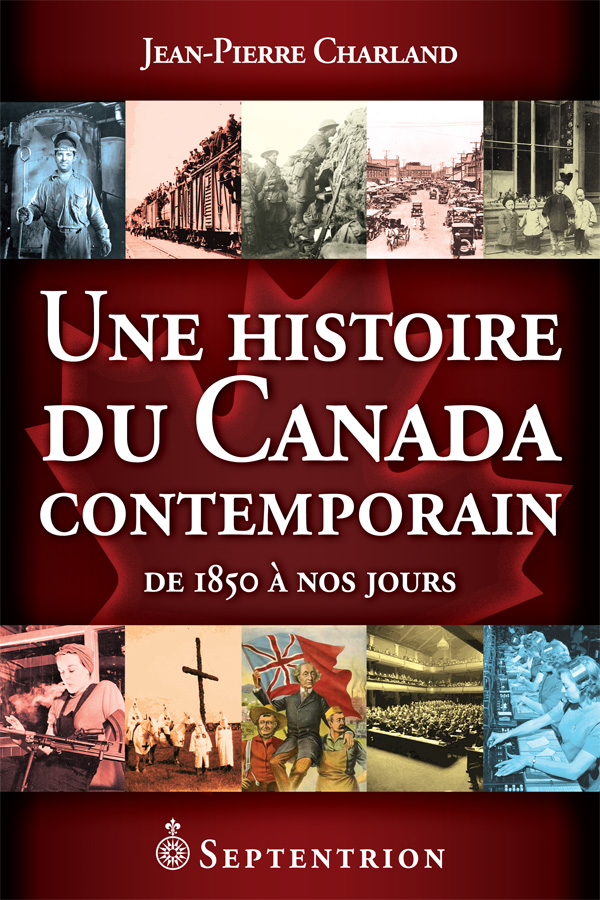 Jean-Pierre Charland
Une histoire
du Canada
contemporain
de 1850 à nos jours
Septentrion